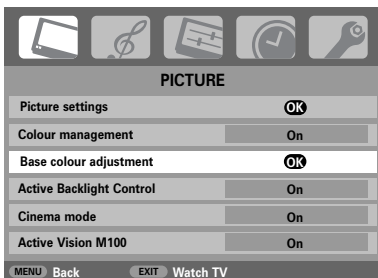 PICTURE
Picture settings OK
Colour management On
Base colour adjustment OK
Active Backlight Control On
Cinema mode On
Active Vision M100 On
MENU Back EXIT Watch TV